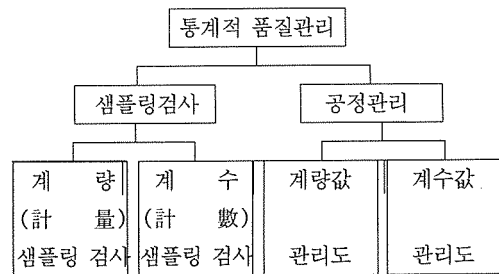 통계적 품질관리
샘플링검사
공정관리
계 량
(計 量)
샘플링 검사
계 수
(計 數)
샘플링 검사
계량값
관리도
계수값
관리도